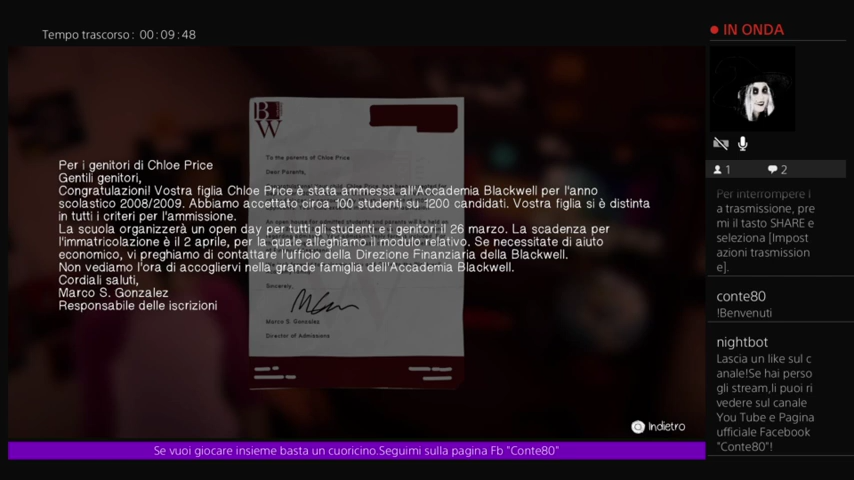 Tempo trascorso: 00:09:48
IN ONDA
BW
To the parents of Chloe Price
Dear Parents,
Per i genitori di Chloe Price
Gentili genitori,
Congratulazioni! Vostra figlia Chloe Price è stata ammessa all'Accademia Blackwell per l'anno
scolastico 2008/2009. Abbiamo accettato circa 100 studenti su 1200 candidati. Vostra figlia si è distinta
in tutti i criteri per l'ammissione.
La scuola organizzerà un open day per tutti gli studenti e i genitori il 26 marzo. La scadenza per
l'immatricolazione è il 2 aprile, per la quale alleghiamo il modulo relativo. Se necessitate di aiuto
economico, vi preghiamo di contattare l'ufficio della Direzione Finanziaria della Blackwell.
Non vediamo l'ora di accogliervi nella grande famiglia dell'Accademia Blackwell.
Cordiali saluti,
Marco S. Gonzalez
Responsabile delle iscrizioni
Sincerely,
Marco S. Gonzalez
Director of Admissions
Indietro
Se vuoi giocare insieme basta un cuoricino.Seguimi sulla pagina Fb "Conte80"
1
2
Per interrompere l
a trasmissione, pre
mi il tasto SHARE e
seleziona [Impost
azioni trasmission
e].
conte80
!Benvenuti
nightbot
Lascia un like sul c
anale!Se hai perso
gli stream,li puoi ri
vedere sul canale
You Tube e Pagina
ufficiale Facebook
"Conte80"!